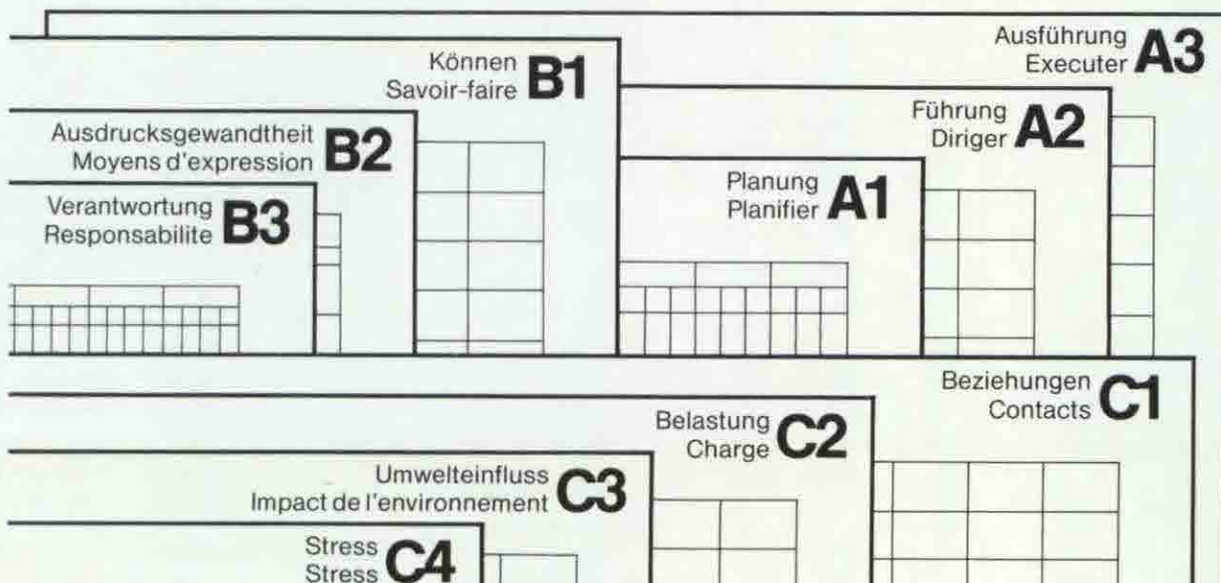 Ausführung
Executer A3
Können
Savoir-faire B1
Führung
Diriger A2
Ausdrucksgewandtheit
Moyens d'expression B2
Planung
Planifier A1
Verantwortung
Responsabilite B3
Beziehungen
Contacts C1
Belastung
Charge C2
Umwelteinfluss
Impact de l'environnement C3
Stress
Stress C4